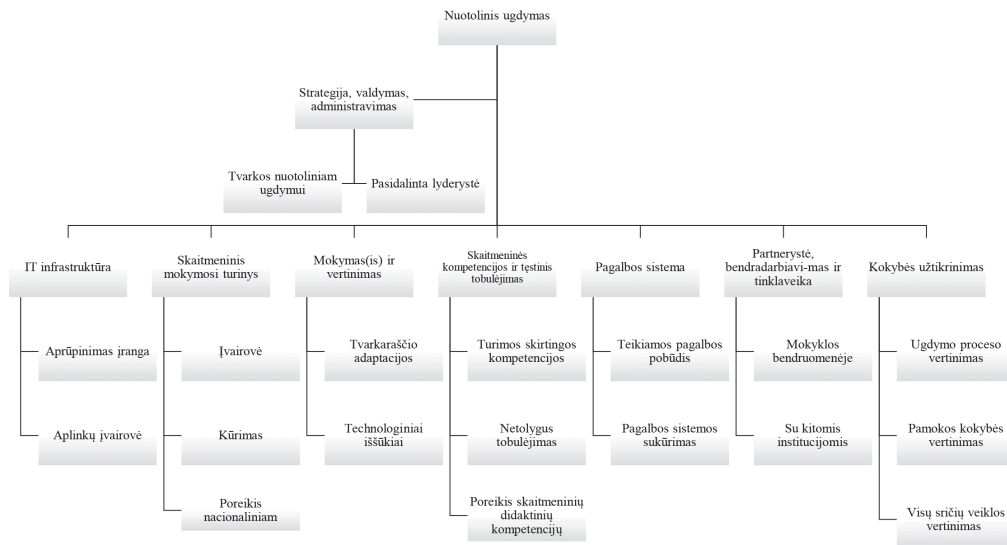 Nuotolinis ugdymas
Strategija, valdymas,
administravimas
Tvarkos nuotoliniam
ugdymui
Pasidalinta lyderystė
IT infrastruktūra
Aprūpinimas įranga
Aplinkų įvairovė
Skaitmeninis
mokymosi turinys
Įvairovė
Kūrimas
Poreikis
nacionaliniam
Mokymas(is) ir
vertinimas
Tvarkaraščio
adaptacijos
Technologiniai
iššūkiai
Skaitmeninės
kompetencijos ir tęstinis
tobulėjimas
Turimos skirtingos
kompetencijos
Netolygus
tobulėjimas
Poreikis skaitmeninių
didaktinių
kompetencijų
Pagalbos sistema
Teikiamos pagalbos
pobūdis
Pagalbos sistemos
sukūrimas
Partnerystė,
bendradarbiavi-mas ir
tinklaveika
Mokyklos
bendruomenėje
Su kitomis
institucijomis
Kokybės užtikrinimas
Ugdymo proceso
vertinimas
Pamokos kokybės
vertinimas
Visų sričių veiklos
vertinimas